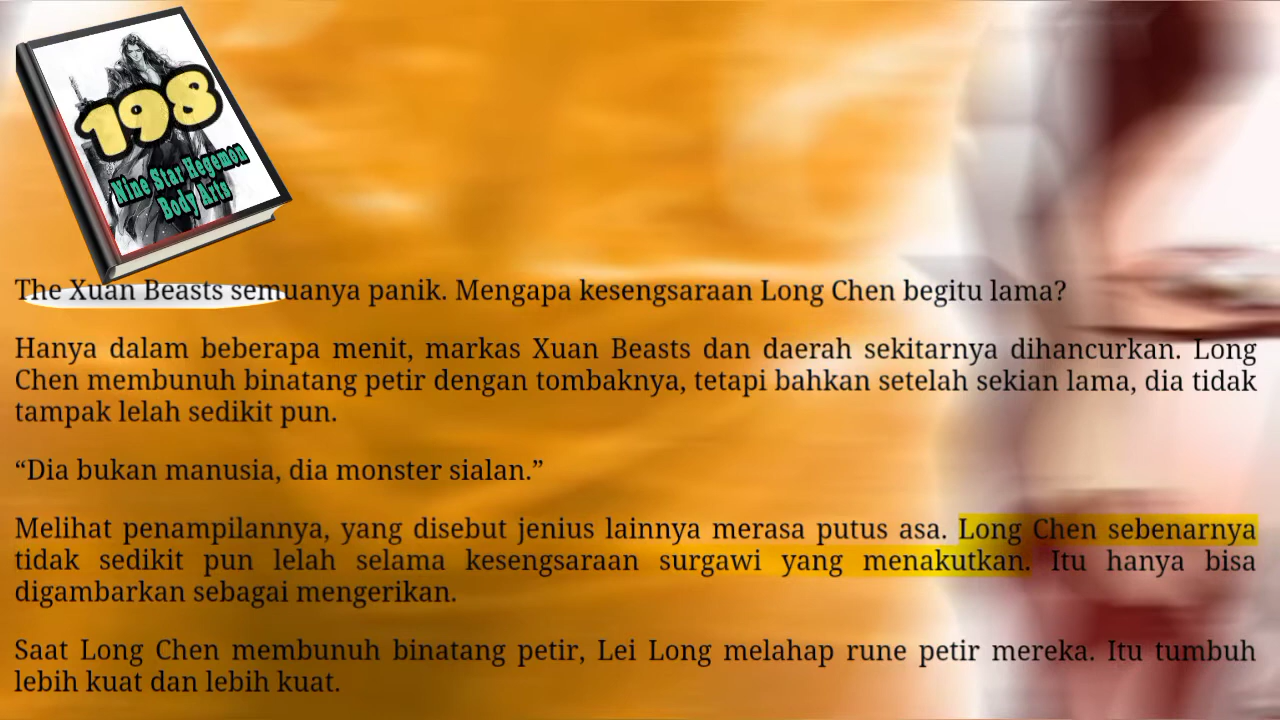 198
Nine Star Hegemon
Body Arts
The Xuan Beasts semuanya panik. Mengapa kesengsaraan Long Chen begitu lama?
Hanya dalam beberapa menit, markas Xuan Beasts dan daerah sekitarnya dihancurkan. Long
Chen membunuh binatang petir dengan tombaknya, tetapi bahkan setelah sekian lama, dia tidak
tampak lelah sedikit pun.
“Dia bukan manusia, dia monster sialan.”
Melihat penampilannya, yang disebut jenius lainnya merasa putus asa. Long Chen sebenarnya
tidak sedikit pun lelah selama kesengsaraan surgawi yang menakutkan. Itu hanya bisa
digambarkan sebagai mengerikan.
Saat Long Chen membunuh binatang petir, Lei Long melahap rune petir mereka. Itu tumbuh
lebih kuat dan lebih kuat.